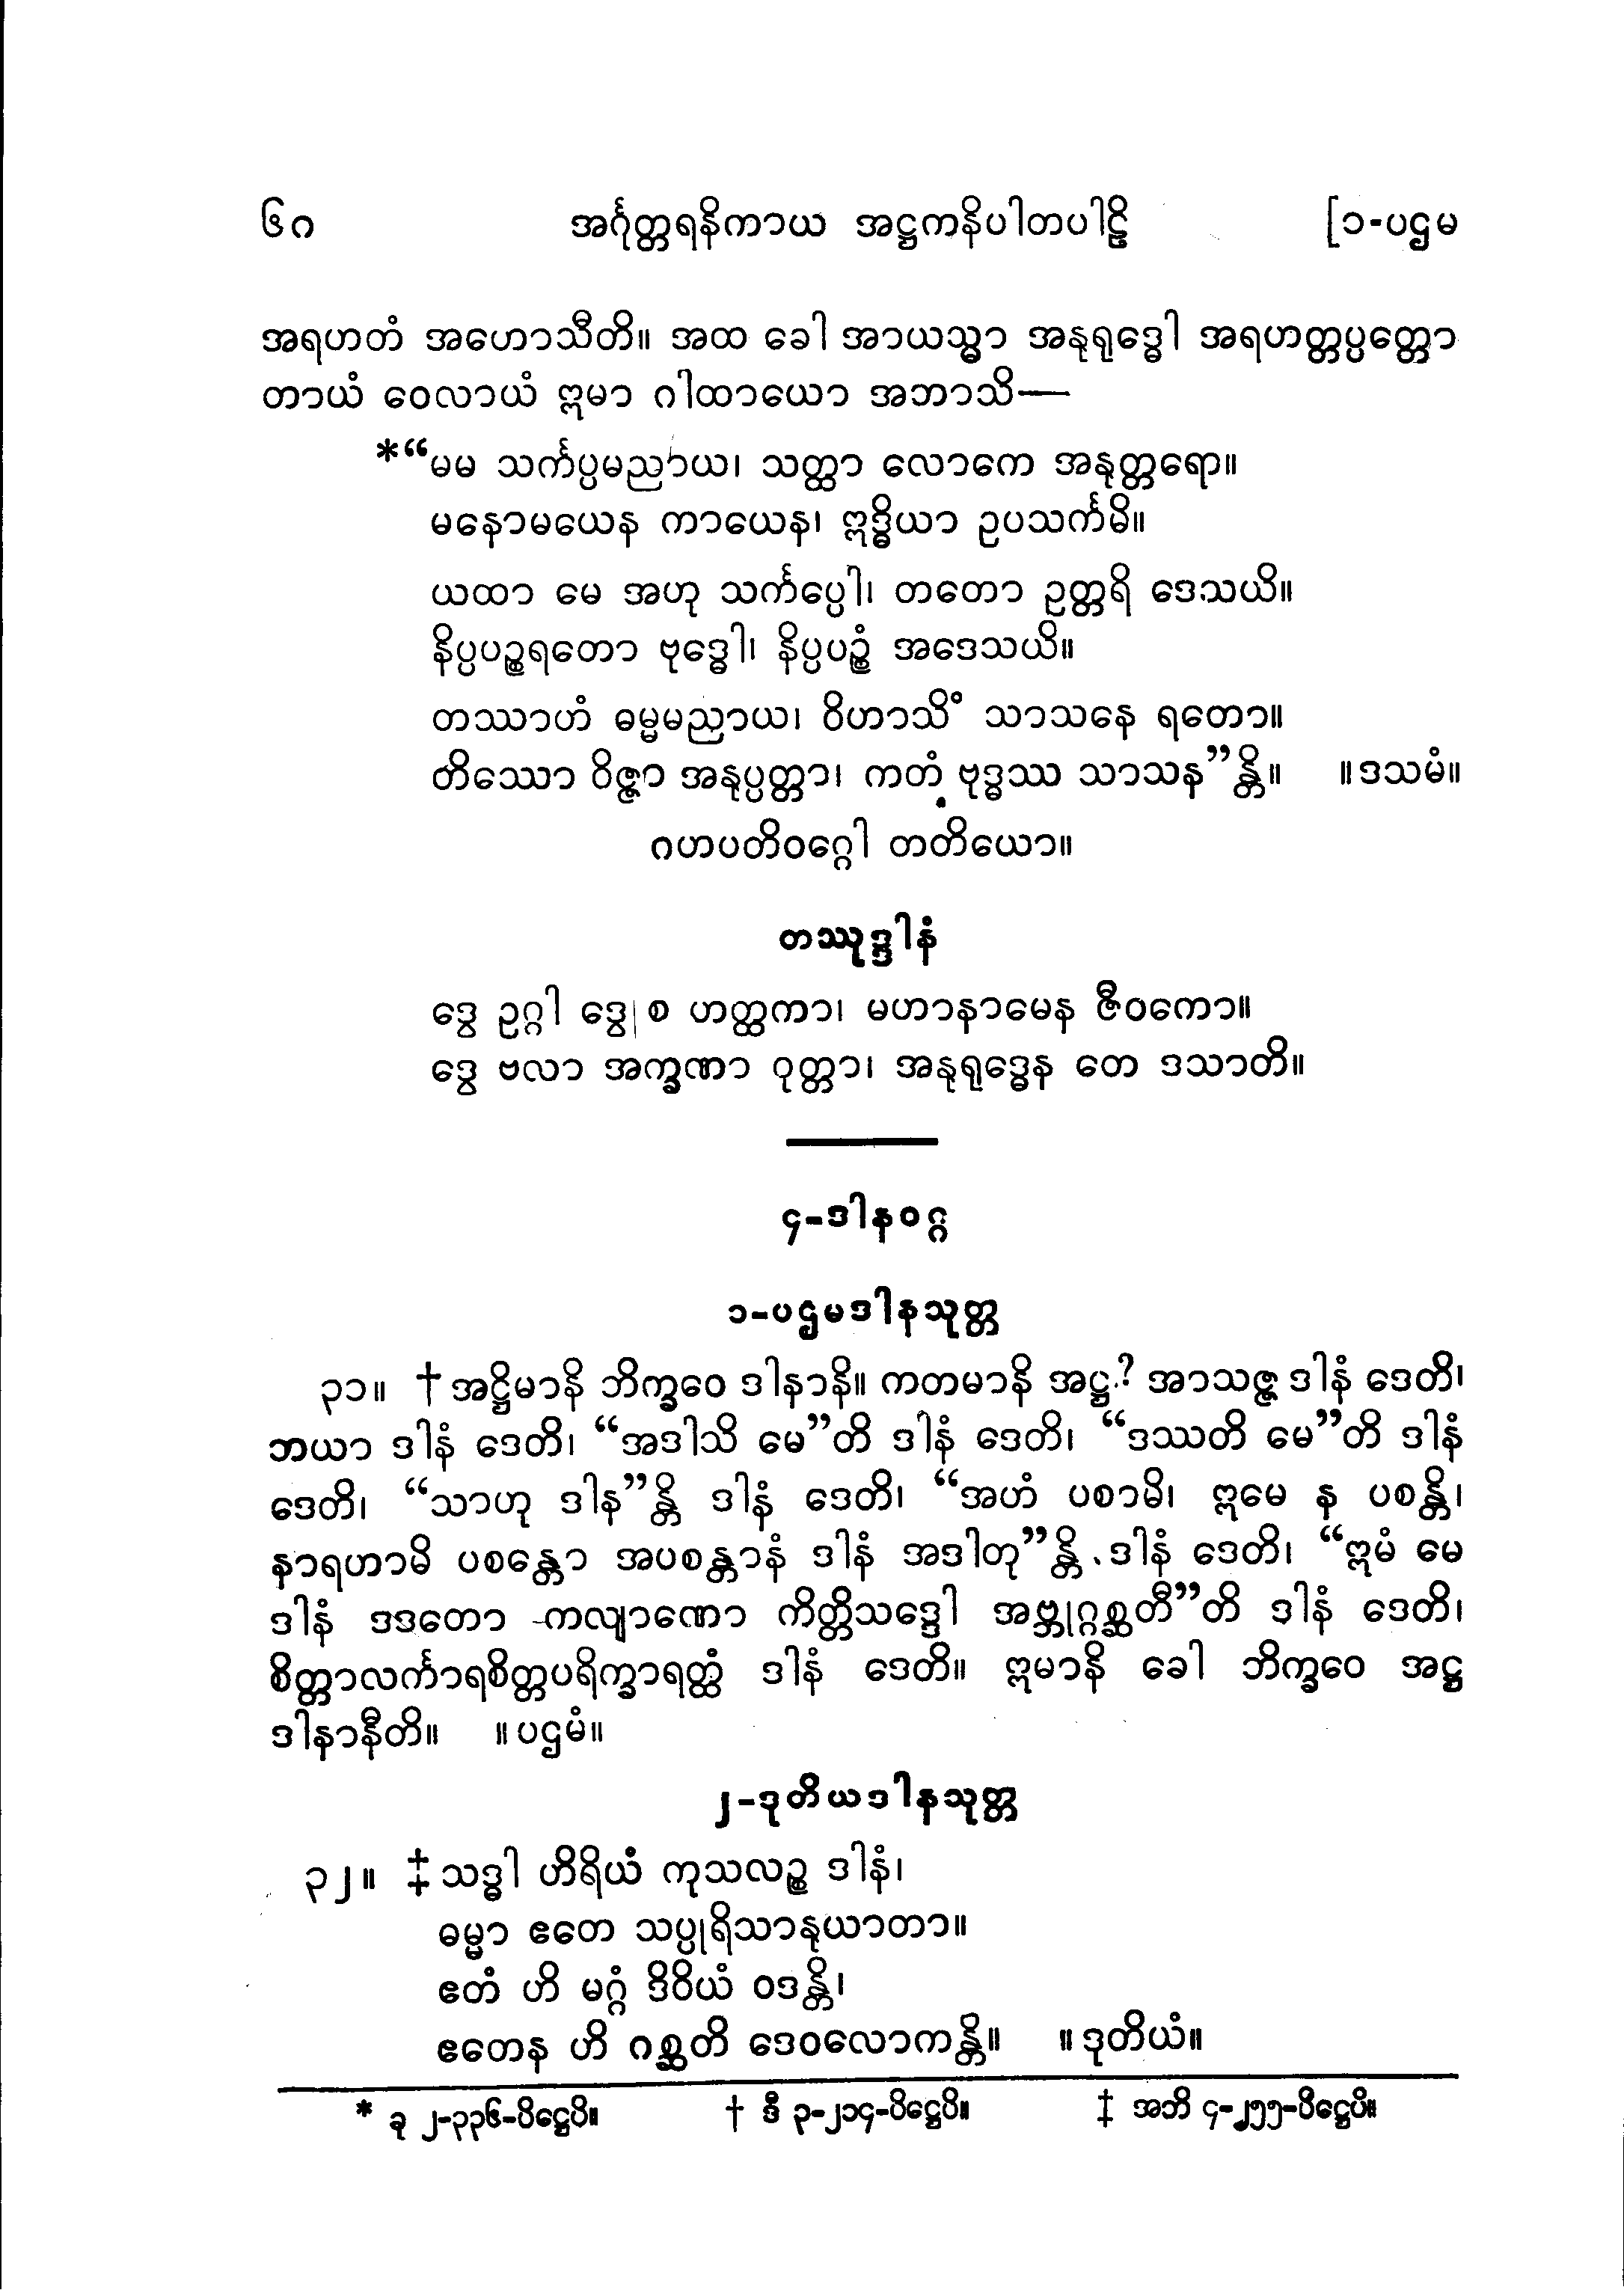 ၆ဂ အင်္ဂုတ္တရနိကာယ အဋ္ဌကနိပါတပါဠိ [၁-ပဌမ
အရဟတံ အဟောသီတိ။ အထ ခေါ အာယသ္မာ အနုရုဒ္ဓေါ အရဟတ္တပ္ပတ္တော
တာယံ ဝေလာယံ ဣမာ ဂါထာယော အဘာသိ—
*“မမ သင်္ကပ္ပမညာယ၊ သတ္ထာ လောကေ အနုတ္တရော။
မနောမယေန ကာယေန၊ ဣဒ္ဓိယာ ဥပသင်္ကမိ။
ယထာ မေ အဟု သင်္ကပ္ပေါ၊ တတော ဥတ္တရိ ဒေသယိ။
နိပ္ပပဉ္စရတော ဗုဒ္ဓေါ၊ နိပ္ပပဉ္စံ အဒေသယိ။
တဿာဟံ ဓမ္မမညာယ၊ ဝိဟာသိံ သာသနေ ရတော။
တိဿော ဝိဇ္ဇာ အနုပ္ပတ္တာ၊ ကတံ ဗုဒ္ဓဿ သာသန”န္တိ။ ။ဒသမံ။
ဂဟပတိဝဂ္ဂေါ တတိယော။
တဿုဒ္ဒါနံ
ဒွေ ဥဂ္ဂါ ဒွေ စ ဟတ္ထကာ၊ မဟာနာမေန ဇီဝကော။
ဒွေ ဗလာ အက္ခဏာ ဝုတ္တာ၊ အနုရုဒ္ဓေန တေ ဒသာတိ။
၄-ဒါနဝဂ္ဂ
၁-ပဌမဒါနသုတ္တ
၃၁။ †အဋ္ဌိမာနိ ဘိက္ခဝေ ဒါနာနိ။ ကတမာနိ အဋ္ဌ? အာသဇ္ဇ ဒါနံ ဒေတိ၊
ဘယာ ဒါနံ ဒေတိ၊ “အဒါသိ မေ”တိ ဒါနံ ဒေတိ၊ “ဒဿတိ မေ”တိ ဒါနံ
ဒေတိ၊ “သာဟု ဒါန”န္တိ ဒါနံ ဒေတိ၊ “အဟံ ပစာမိ၊ ဣမေ န ပစန္တိ၊
နာရဟာမိ ပစန္တော အပစန္တာနံ ဒါနံ အဒါတု”န္တိ ဒါနံ ဒေတိ၊ “ဣမံ မေ
ဒါနံ ဒဒတော ကလျာဏော ကိတ္တိသဒ္ဒေါ အဗ္ဘုဂ္ဂစ္ဆတီ”တိ ဒါနံ ဒေတိ၊
စိတ္တာလင်္ကာရစိတ္တပရိက္ခာရတ္ထံ ဒါနံ ဒေတိ။ ဣမာနိ ခေါ ဘိက္ခဝေ အဋ္ဌ
ဒါနာနီတိ။ ။ပဌမံ။
၂-ဒုတိယဒါနသုတ္တ
၃၂။ ‡သဒ္ဓါ ဟိရိယံ ကုသလဉ္စ ဒါနံ၊
ဓမ္မာ ဧတေ သပ္ပုရိသာနုယာတာ။
ဧတံ ဟိ မဂ္ဂံ ဒိဝိယံ ဝဒန္တိ၊
ဧတေန ဟိ ဂစ္ဆတိ ဒေဝလောကန္တိ။ ။ဒုတိယံ။
* ခု ၂-၃၃၆-ပိဋ္ဌေပိ။ † ဒီ ၃-၂၁၄-ပိဋ္ဌေပိ။ ‡ အဘိ ၄-၂၅၅-ပိဋ္ဌေပိ။